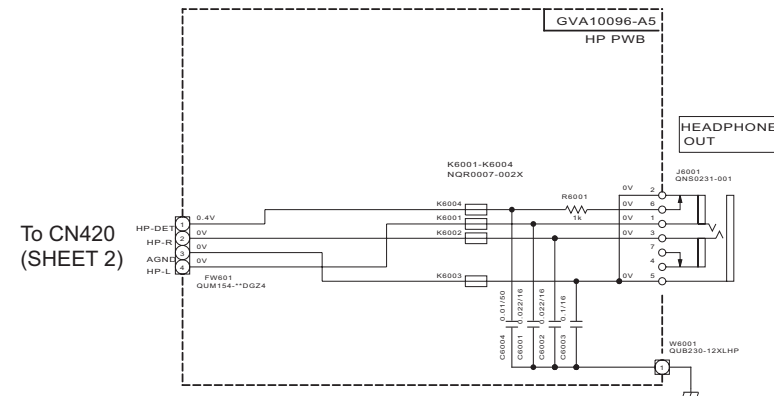 GVA10096-A5
HP PWB
HEADPHONE
OUT
K6001-K6004
NQR0007-002X
J6001
QNS0231-001
R6001
1k
K6004
K6001
K6002
K6003
0V 2
0V 6
0V 1
0V 3
7
4
0V 5
To CN420
(SHEET 2)
HP-DET 1 0.4V
HP-R 2 0V
AGND 3 0V
HP-L 4 0V
FW601
QUM154-**DGZ4
C6004 0.01/50
C6001 0.022/16
C6002 0.022/16
C6003 0.1/16
W6001
QUB230-12XLHP
1